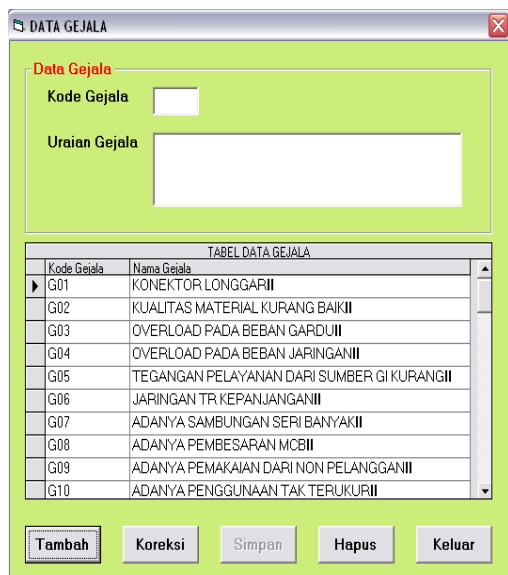 DATA GEJALA
Data Gejala
Kode Gejala
Uraian Gejala
TABEL DATA GEJALA
Kode Gejala Nama Gejala
G01 KONEKTOR LONGGARII
G02 KUALITAS MATERIAL KURANG BAIKII
G03 OVERLOAD PADA BEBAN GARDUII
G04 OVERLOAD PADA BEBAN JARINGANII
G05 TEGANGAN PELAYANAN DARI SUMBER GI KURANGII
G06 JARINGAN TR KEPANJANGANII
G07 ADANYA SAMBUNGAN SERI BANYAKII
G08 ADANYA PEMBESARAN MCBII
G09 ADANYA PEMAKAIAN DARI NON PELANGGANII
G10 ADANYA PENGGUNAAN TAK TERUKURII
Tambah Koreksi Simpan Hapus Keluar